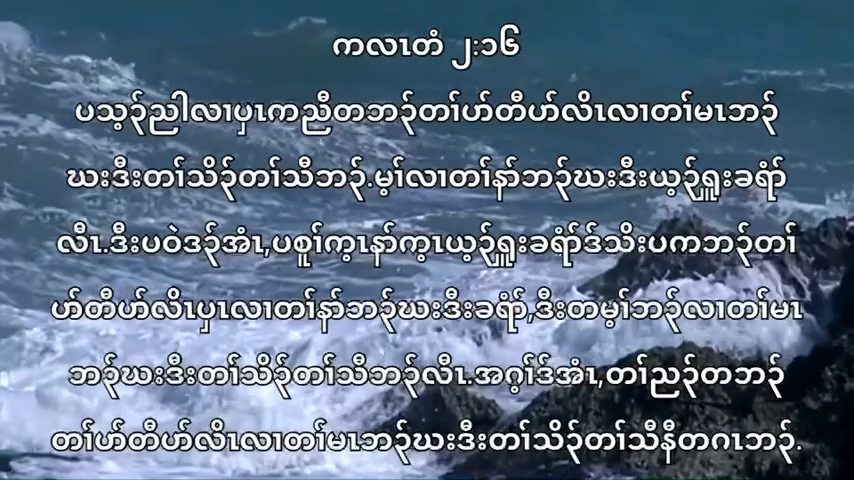 ကလၤတံ ၂:၁၆
ပသ့ၣ်ညါလၢပှၤကညီတဘၣ်တၢ်ဟ်တီဟ်လိၤလၢတၢ်မၤဘၣ်
ဃးဒီးတၢ်သိၣ်တၢ်သီဘၣ်.မ့ၢ်လၢတၢ်နာ်ဘၣ်ဃးဒီးယ့ၣ်ၡူးခရံာ်
လီၤ.ဒီးပဝဲဒၣ်အံၤ,ပစူၢ်က့ၤနာ်က့ၤယ့ၣ်ၡူးခရံာ်ဒ်သိးပကဘၣ်တၢ်
ဟ်တီဟ်လိၤပှၤလၢတၢ်နာ်ဘၣ်ဃးဒီးခရံာ်,ဒီးတမ့ၢ်ဘၣ်လၢတၢ်မၤ
ဘၣ်ဃးဒီးတၢ်သိၣ်တၢ်သီဘၣ်လီၤ.အဂ့ၢ်ဒ်အံၤ,တၢ်ညၣ်တဘၣ်
တၢ်ဟ်တီဟ်လိၤလၢတၢ်မၤဘၣ်ဃးဒီးတၢ်သိၣ်တၢ်သီနီတဂၤဘၣ်.